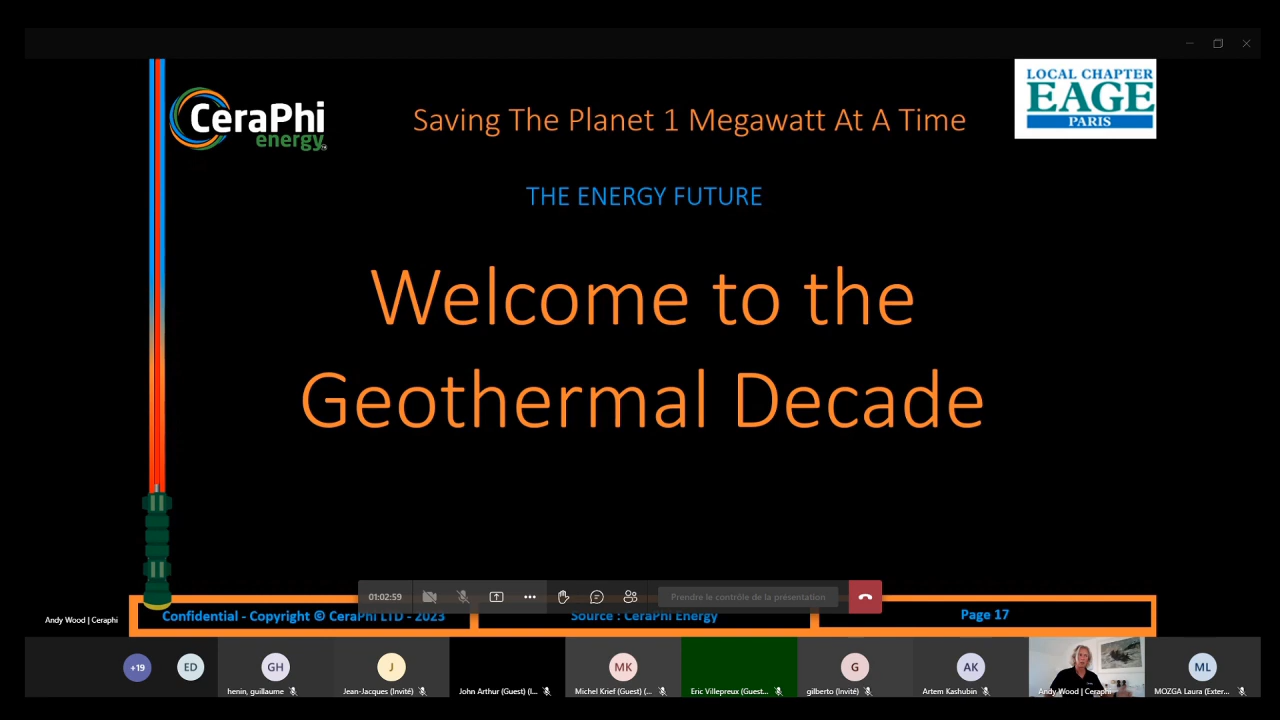 CeraPhi
energy
Saving The Planet 1 Megawatt At A Time
LOCAL CHAPTER
EAGE
PARIS
THE ENERGY FUTURE
Welcome to the
Geothermal Decade
01:02:59
Prendre le contrôle de la présentation
Confidential - Copyright © CeraPhi LTD - 2023
Source : CeraPhi Energy
Page 17
Andy Wood | Ceraphi
+19
ED
GH
henin, guillaume
J
Jean-Jacques (Invité)
John Arthur (Guest) (I...
MK
Michel Krief (Guest) (...
Eric Villepreux (Guest...
G
gilberto (Invité)
AK
Artem Kashubin
Andy Wood | Ceraphi
ML
MOZGA Laura (Exter...